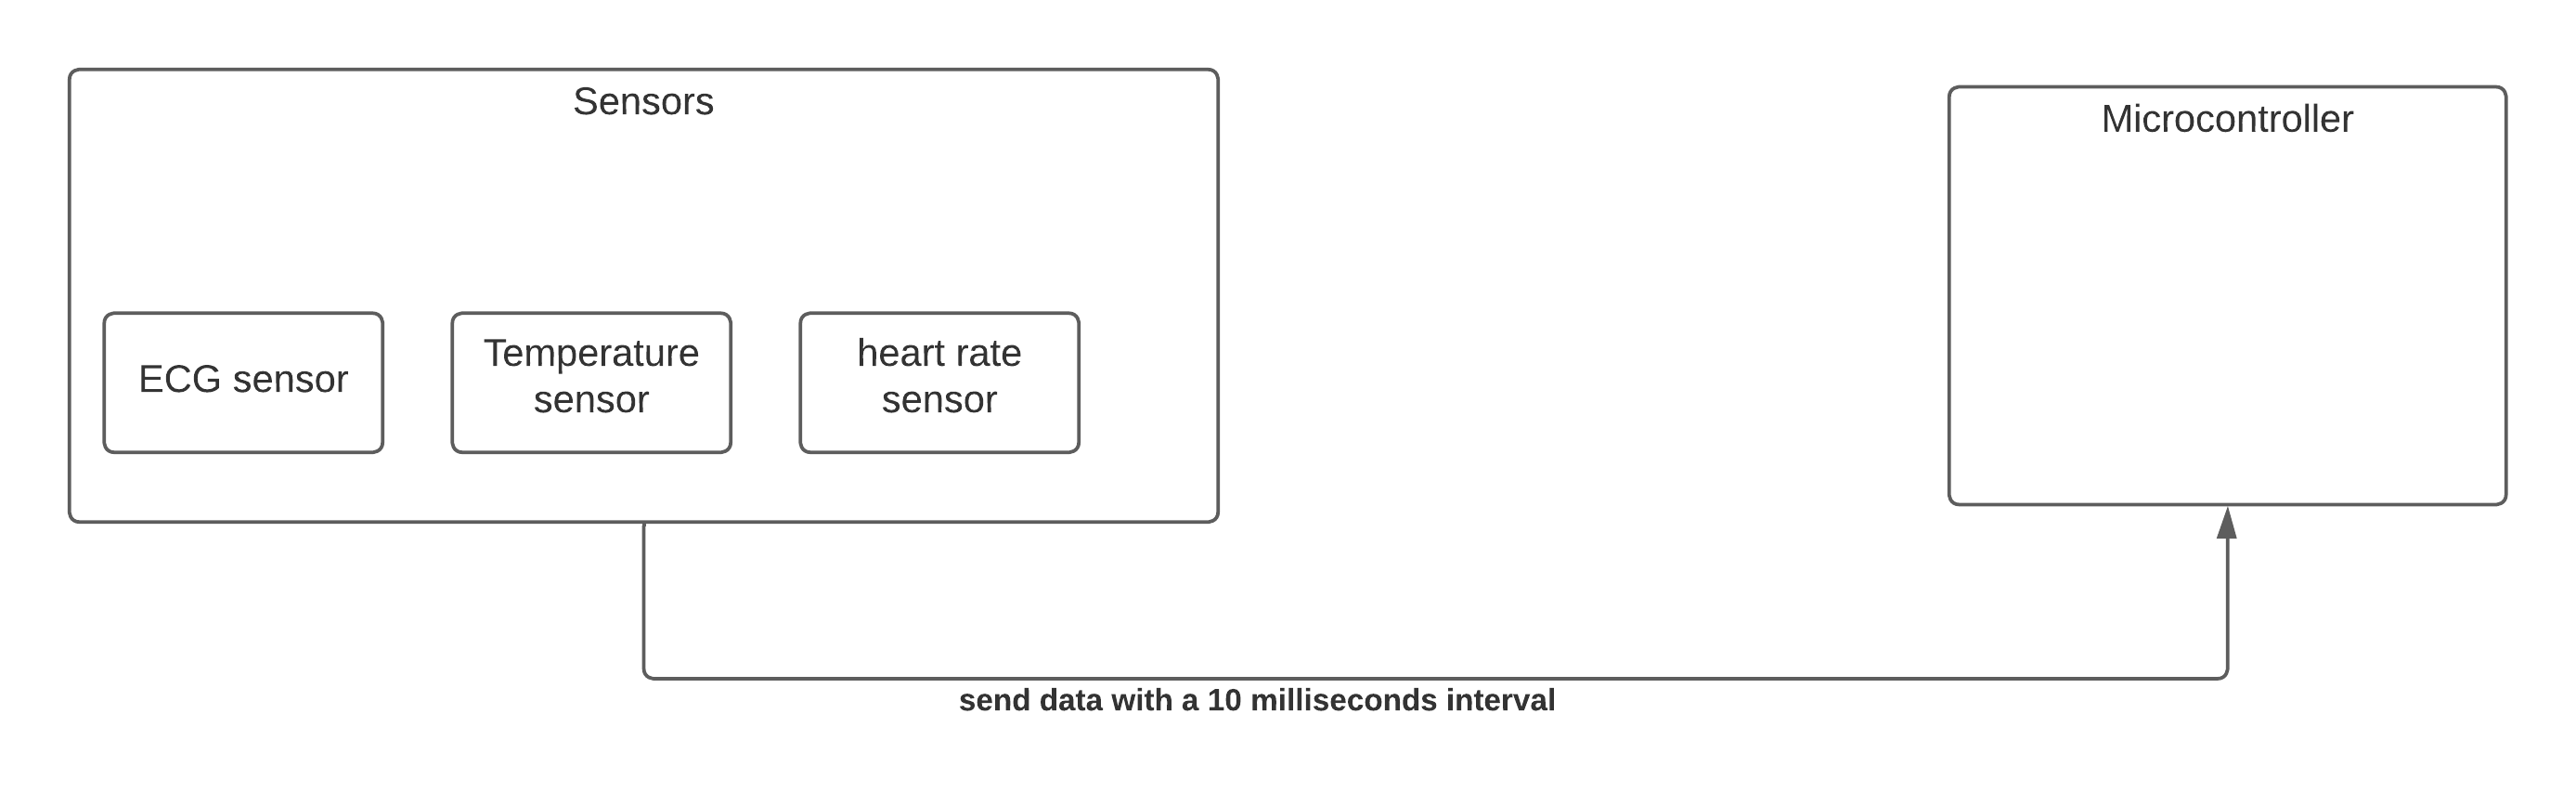 Sensors
Microcontroller
ECG sensor
Temperature
sensor
heart rate
sensor
send data with a 10 milliseconds interval